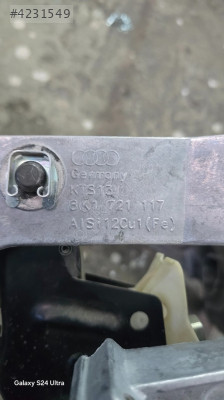 #4231549
Germany
8K1 721 117
AlSi12Cu1(Fe)
Galaxy S24 Ultra